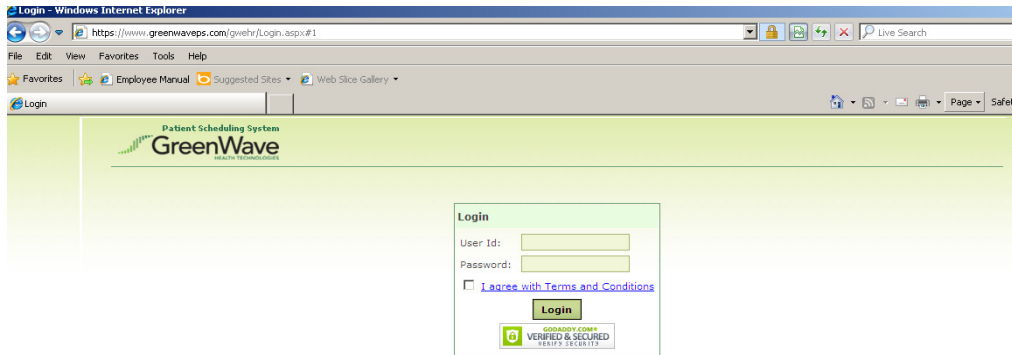 Login - Windows Internet Explorer
https://www.greenwaveps.com/gwehr/Login.aspx#1
Live Search
File Edit View Favorites Tools Help
Favorites Employee Manual Suggested Sites Web Slice Gallery
Login Page Safet
Patient Scheduling System
GreenWave
HEALTH TECHNOLOGIES
Login
User Id:
Password:
I agree with Terms and Conditions
Login
GODADDY.COM®
VERIFIED & SECURED
VERIFY SECURITY